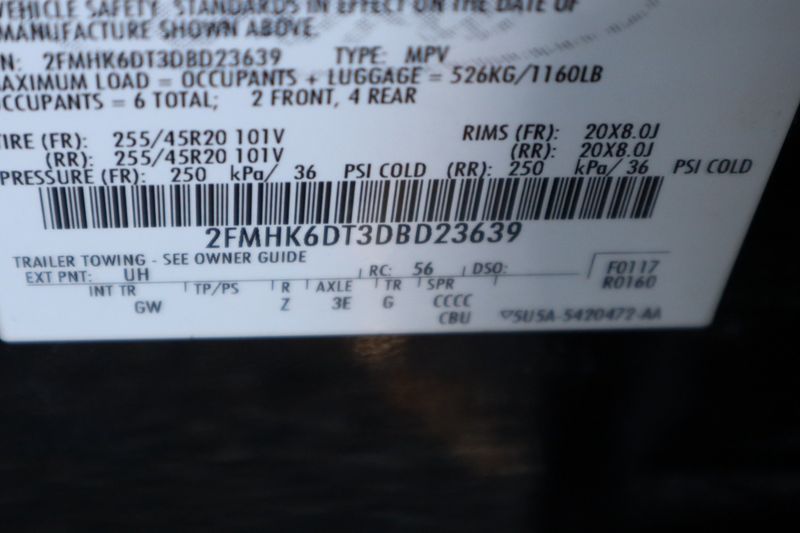 VEHICLE SAFETY, STANDARDS IN EFFECT ON THE DATE OF
MANUFACTURE SHOWN ABOVE.
N: 2FMHK6DT3DBD23639 TYPE: MPV
MAXIMUM LOAD = OCCUPANTS + LUGGAGE = 526KG/1160LB
OCCUPANTS = 6 TOTAL; 2 FRONT, 4 REAR
TIRE (FR): 255/45R20 101V RIMS (FR): 20X8.0J
(RR): 255/45R20 101V (RR): 20X8.0J
PRESSURE (FR): 250 kPa/ 36 PSI COLD (RR): 250 kPa/ 36 PSI COLD
2FMHK6DT3DBD23639
TRAILER TOWING - SEE OWNER GUIDE
EXT PNT: UH RC: 56 DSO: F0117
R0160
INT TR TP/PS R AXLE TR SPR
GW Z 3E G CCCC
CBU 5U5A-5420472-AA